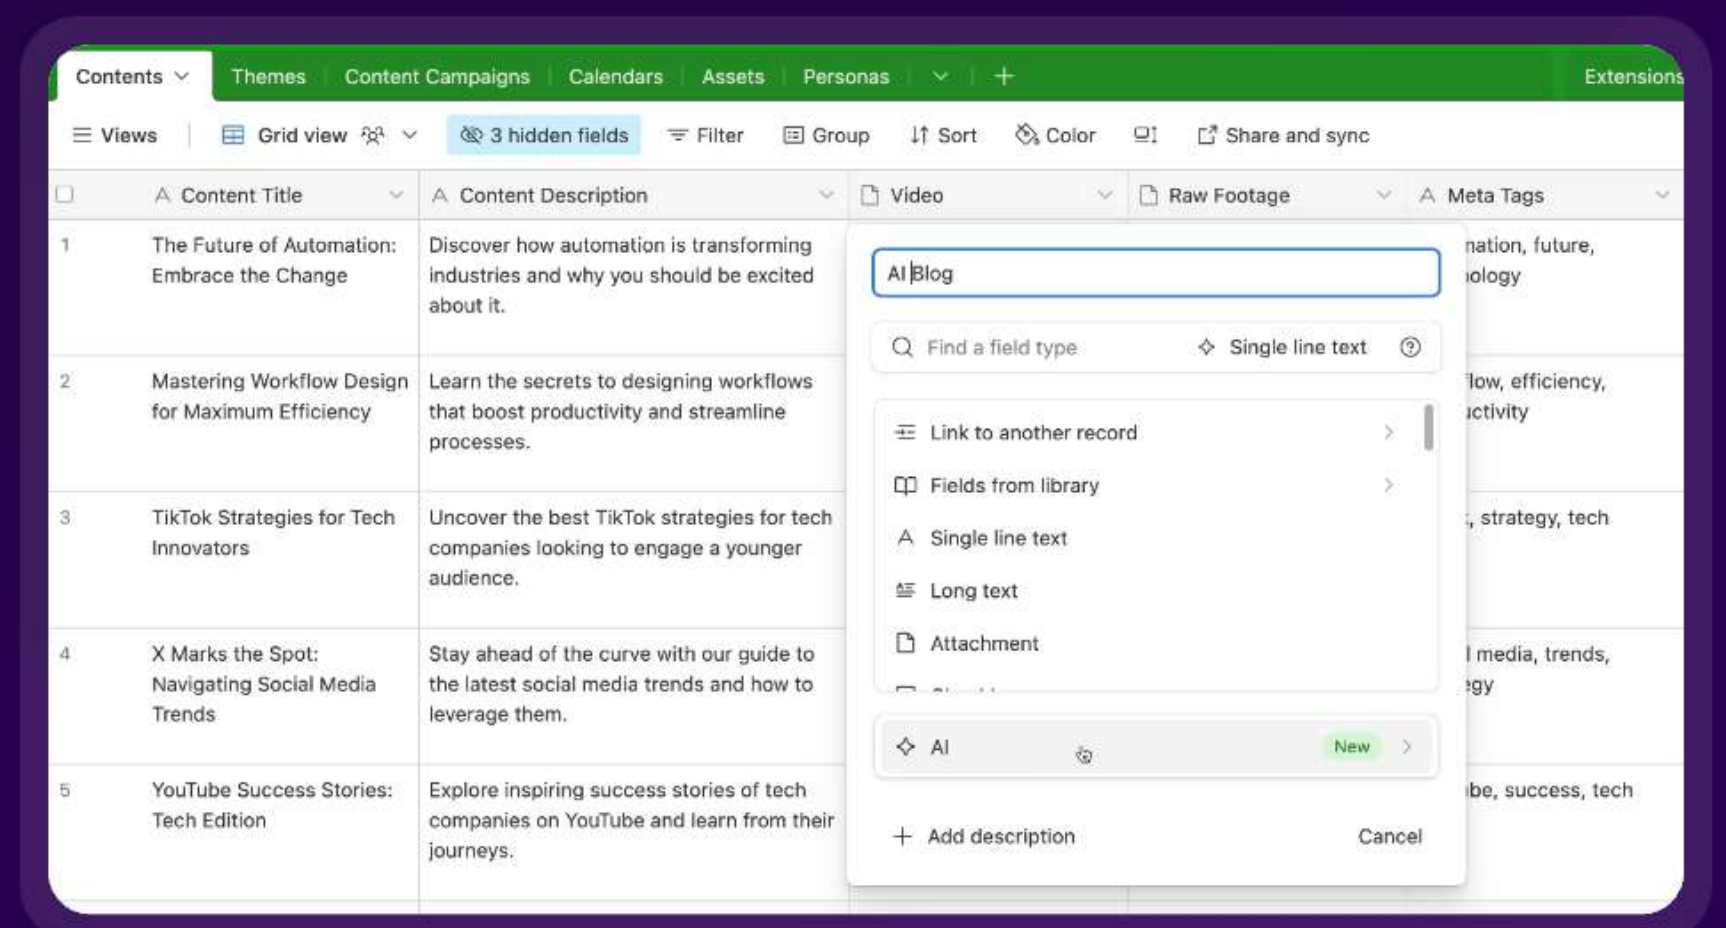 Contents Themes Content Campaigns Calendars Assets Personas Extensions
Views Grid view 3 hidden fields Filter Group Sort Color Share and sync
Content Title Content Description Video Raw Footage Meta Tags
1
The Future of Automation:
Embrace the Change
Discover how automation is transforming
industries and why you should be excited
about it.
2
Mastering Workflow Design
for Maximum Efficiency
Learn the secrets to designing workflows
that boost productivity and streamline
processes.
3
TikTok Strategies for Tech
Innovators
Uncover the best TikTok strategies for tech
companies looking to engage a younger
audience.
4
X Marks the Spot:
Navigating Social Media
Trends
Stay ahead of the curve with our guide to
the latest social media trends and how to
leverage them.
5
YouTube Success Stories:
Tech Edition
Explore inspiring success stories of tech
companies on YouTube and learn from their
journeys.
AI Blog
Find a field type Single line text
Link to another record
Fields from library
Single line text
Long text
Attachment
AI New
+ Add description Cancel
future,
efficiency,
strategy, tech
media, trends,
success, tech